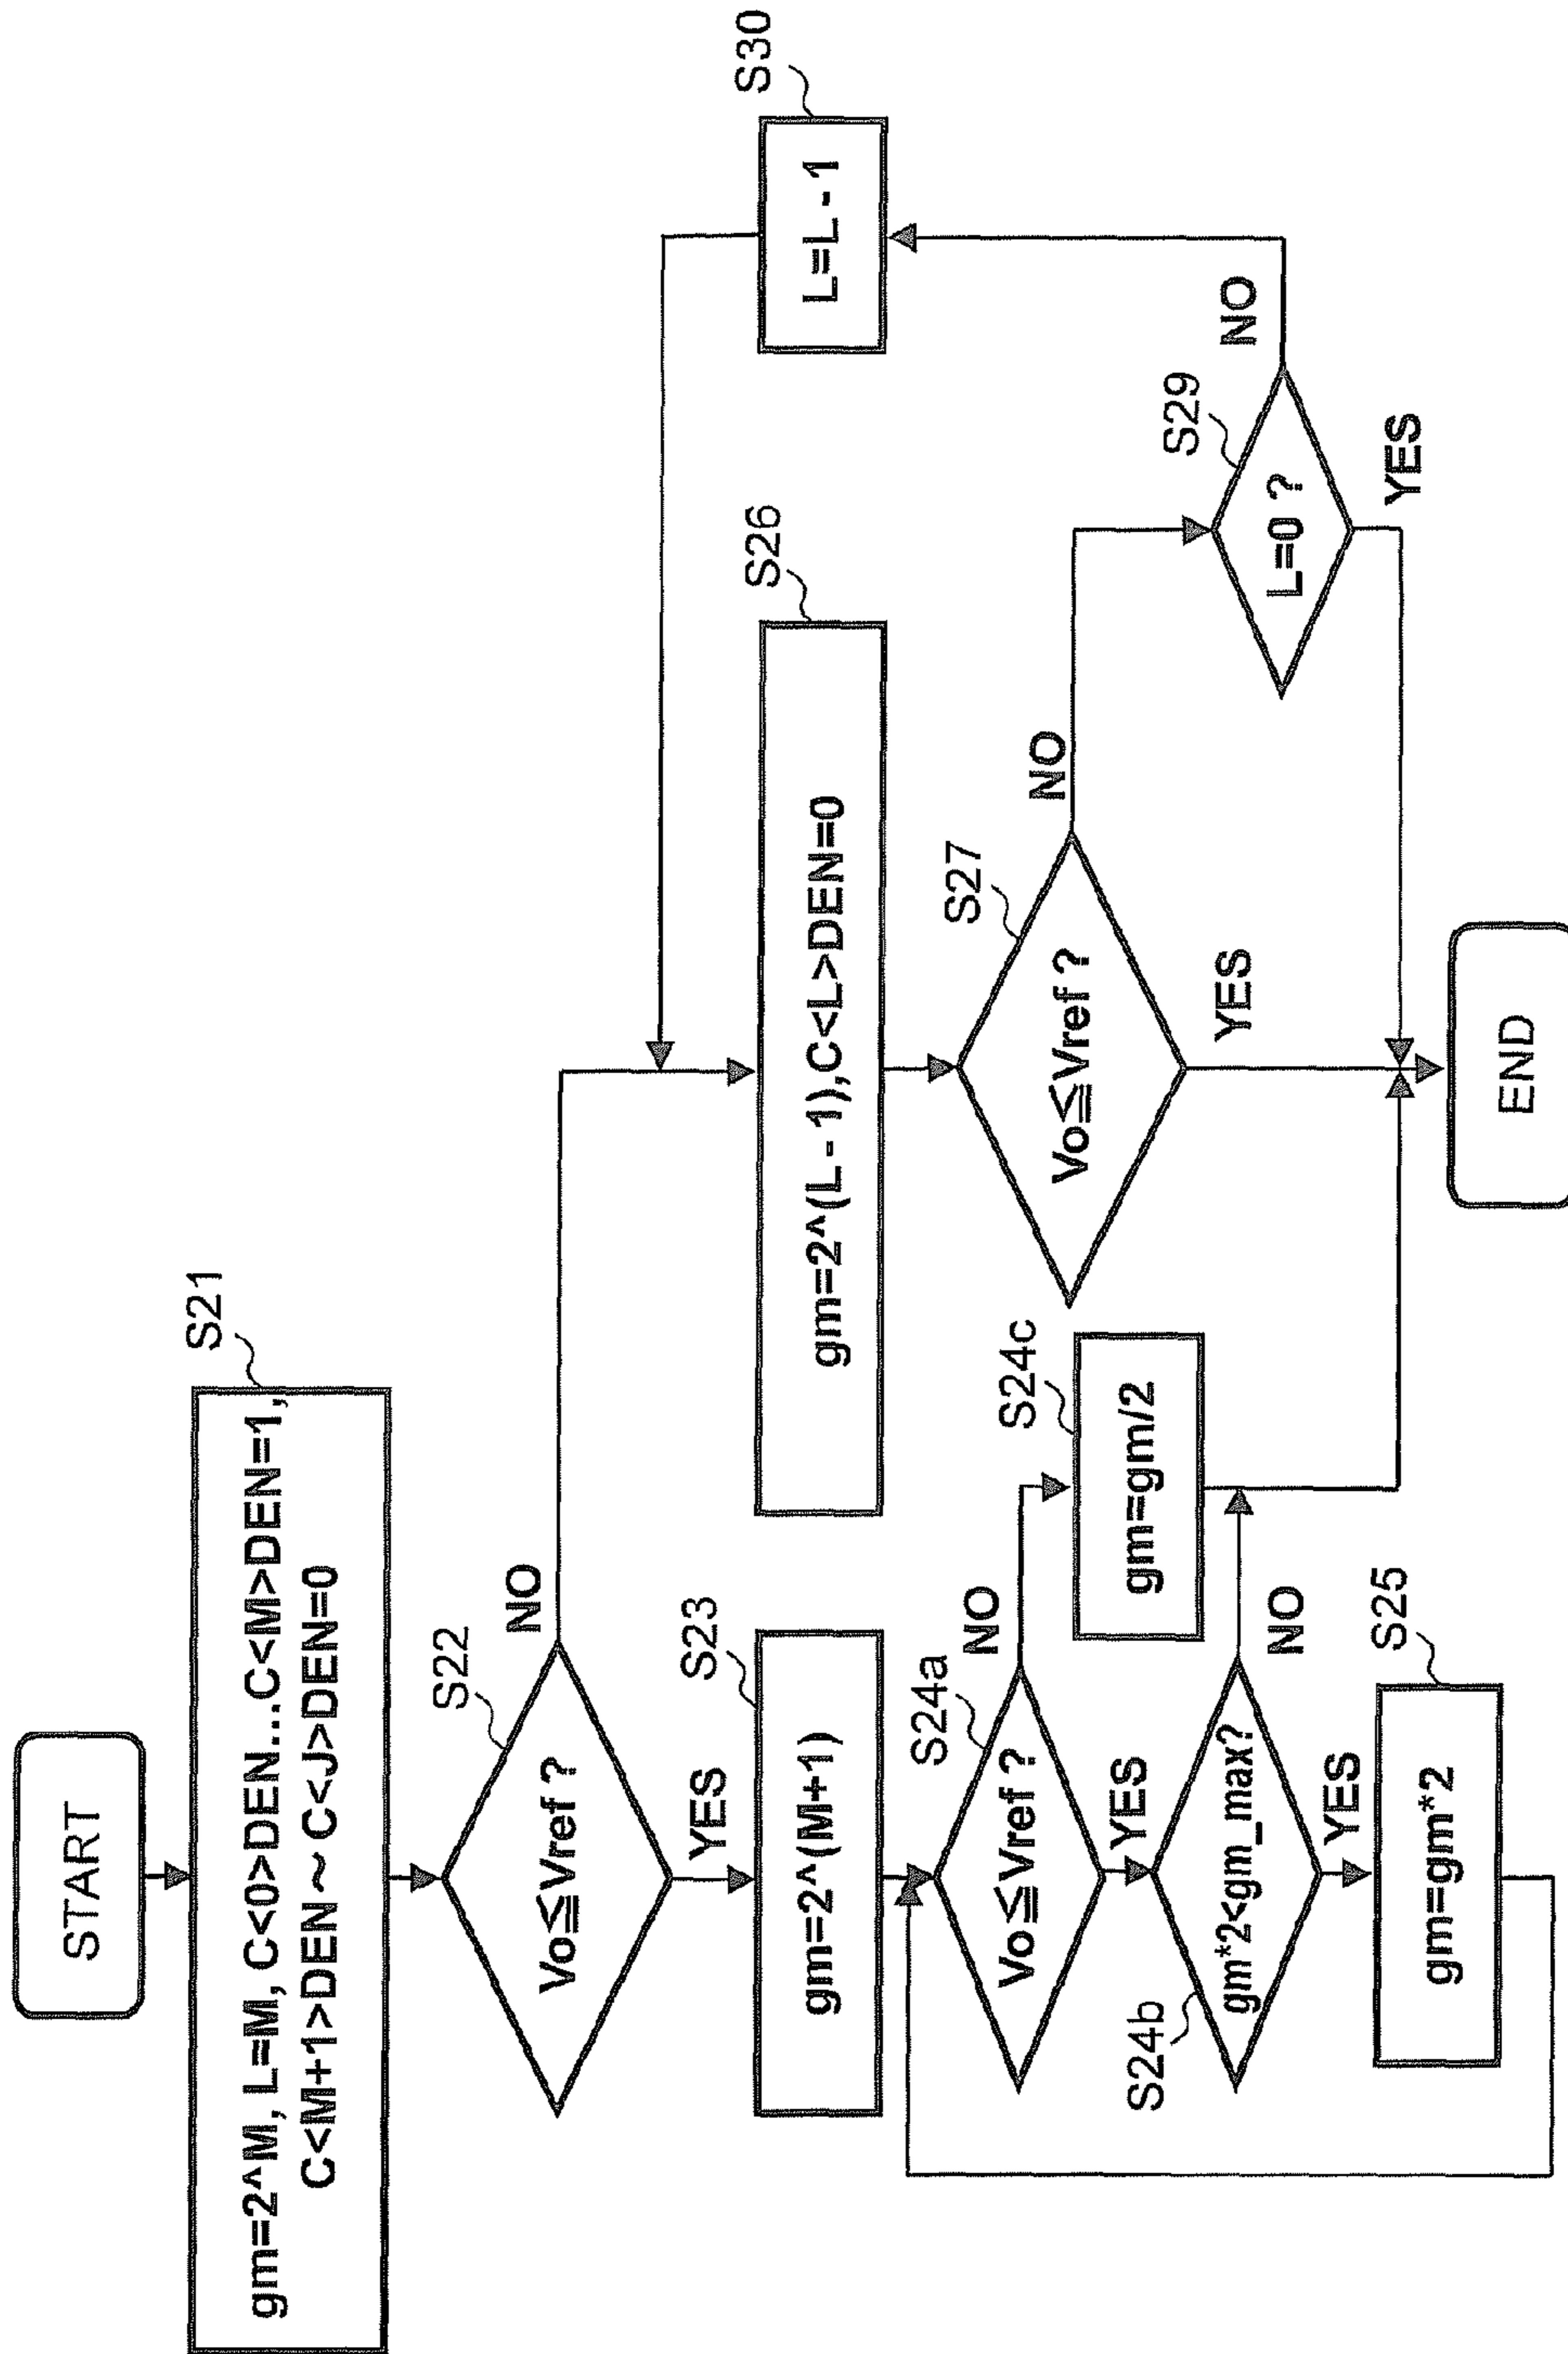 START
S21
gm=2^M, L=M, C<0>DEN...C<M>DEN=1,
C<M+1>DEN ~ C<J>DEN=0
S22
Vo≦Vref ?
NO
YES
S23
gm=2^(M+1)
S24a
Vo≦Vref ?
NO
YES
S24b
gm*2<gm_max?
NO
YES
S24c
gm=gm/2
S25
gm=gm*2
S26
gm=2^(L - 1),C<L>DEN=0
S27
Vo≦Vref ?
NO
YES
S29
L=0 ?
NO
YES
S30
L=L - 1
END